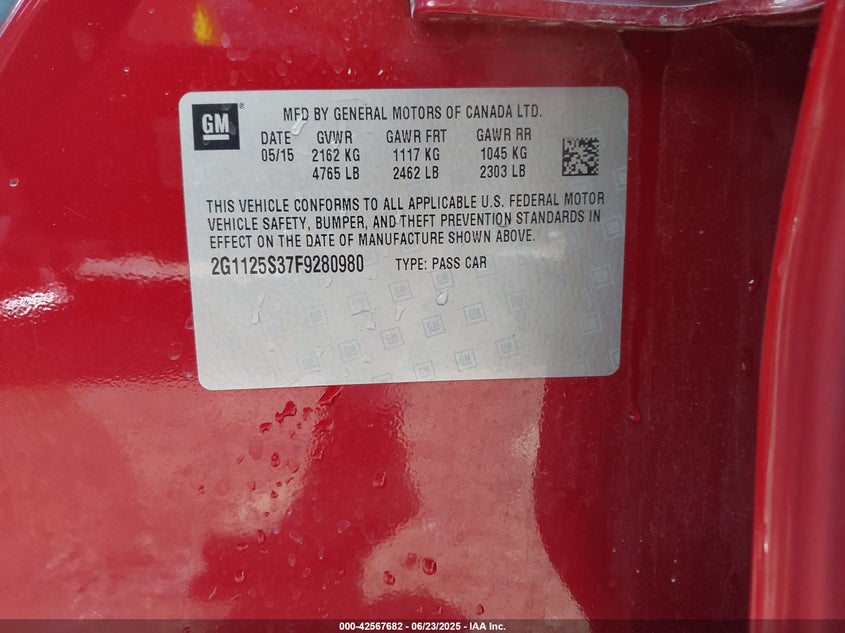 GM ®
MFD BY GENERAL MOTORS OF CANADA LTD.
DATE GVWR GAWR FRT GAWR RR
05/15 2162 KG 1117 KG 1045 KG
4765 LB 2462 LB 2303 LB
THIS VEHICLE CONFORMS TO ALL APPLICABLE U.S. FEDERAL MOTOR
VEHICLE SAFETY, BUMPER, AND THEFT PREVENTION STANDARDS IN
EFFECT ON THE DATE OF MANUFACTURE SHOWN ABOVE.
2G1125S37F9280980 TYPE: PASS CAR
000-42567682 / 06/23/2025 - IAA Inc.